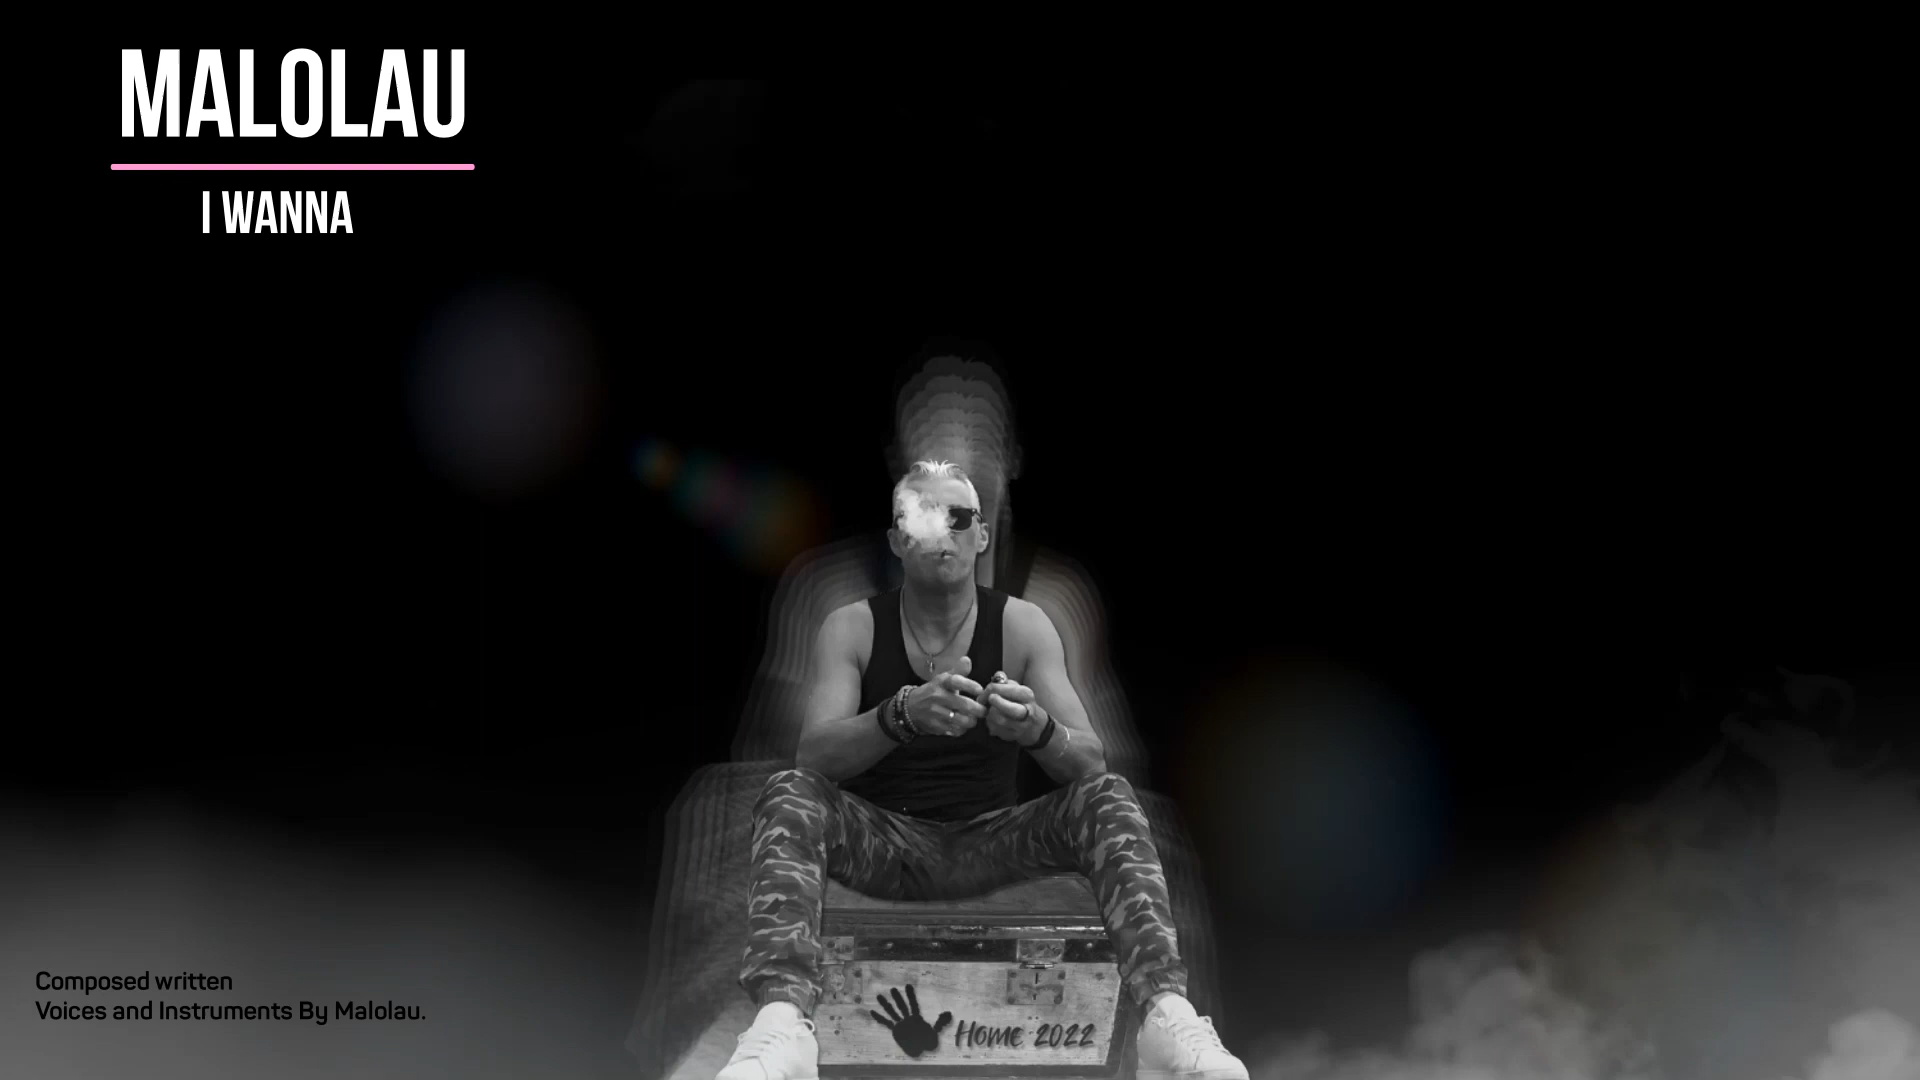 MALOLAU
I WANNA
Composed written
Voices and Instruments By Malolau.
Home 2022